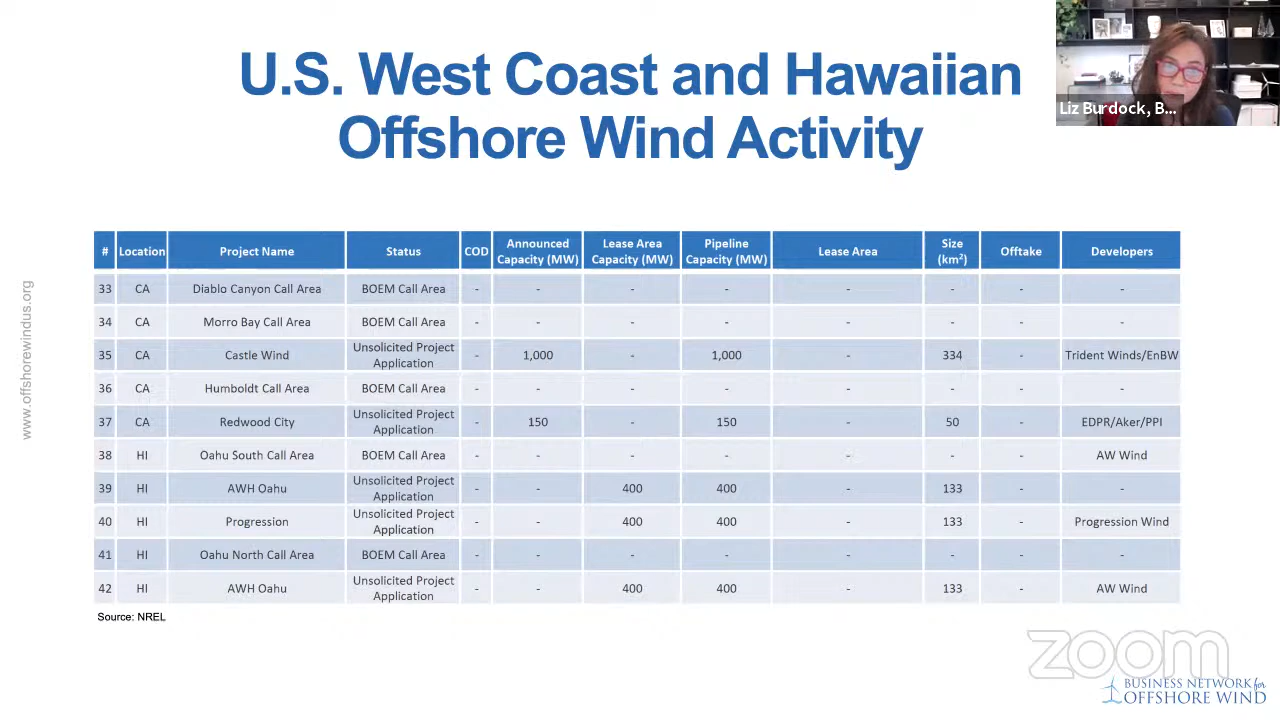 U.S. West Coast and Hawaiian
Offshore Wind Activity
Liz Burdock, B...
www.offshorewindus.org
# Location Project Name Status COD Announced Capacity (MW) Lease Area Capacity (MW) Pipeline Capacity (MW) Lease Area Size (km²) Offtake Developers
33 CA Diablo Canyon Call Area BOEM Call Area - - - - - - - -
34 CA Morro Bay Call Area BOEM Call Area - - - - - - - -
35 CA Castle Wind Unsolicited Project Application - 1,000 - 1,000 - 334 - Trident Winds/EnBW
36 CA Humboldt Call Area BOEM Call Area - - - - - - - -
37 CA Redwood City Unsolicited Project Application - 150 - 150 - 50 - EDPR/Aker/PPI
38 HI Oahu South Call Area BOEM Call Area - - - - - - - AW Wind
39 HI AWH Oahu Unsolicited Project Application - - 400 400 - 133 - -
40 HI Progression Unsolicited Project Application - - 400 400 - 133 - Progression Wind
41 HI Oahu North Call Area BOEM Call Area - - - - - - - -
42 HI AWH Oahu Unsolicited Project Application - - 400 400 - 133 - AW Wind
Source: NREL
zoom
BUSINESS NETWORK for
OFFSHORE WIND